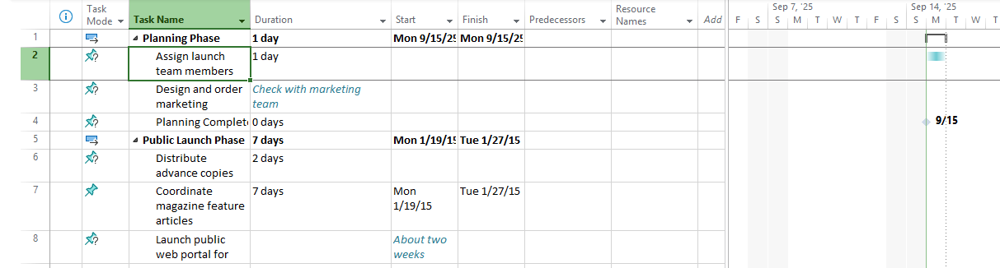 Sep 7, '25 Sep 14, '25
Task Mode Task Name Duration Start Finish Predecessors Resource Names Add
F S S M T W T F S S M T W T
1 Planning Phase 1 day Mon 9/15/25 Mon 9/15/25
2 Assign launch 1 day
team members
3 Design and order Check with marketing
marketing team
4 Planning Complet 0 days 9/15
5 Public Launch Phase 7 days Mon 1/19/15 Tue 1/27/15
6 Distribute 2 days
advance copies
7 Coordinate 7 days Mon Tue 1/27/15
magazine feature 1/19/15
articles
8 Launch public About two
web portal for weeks